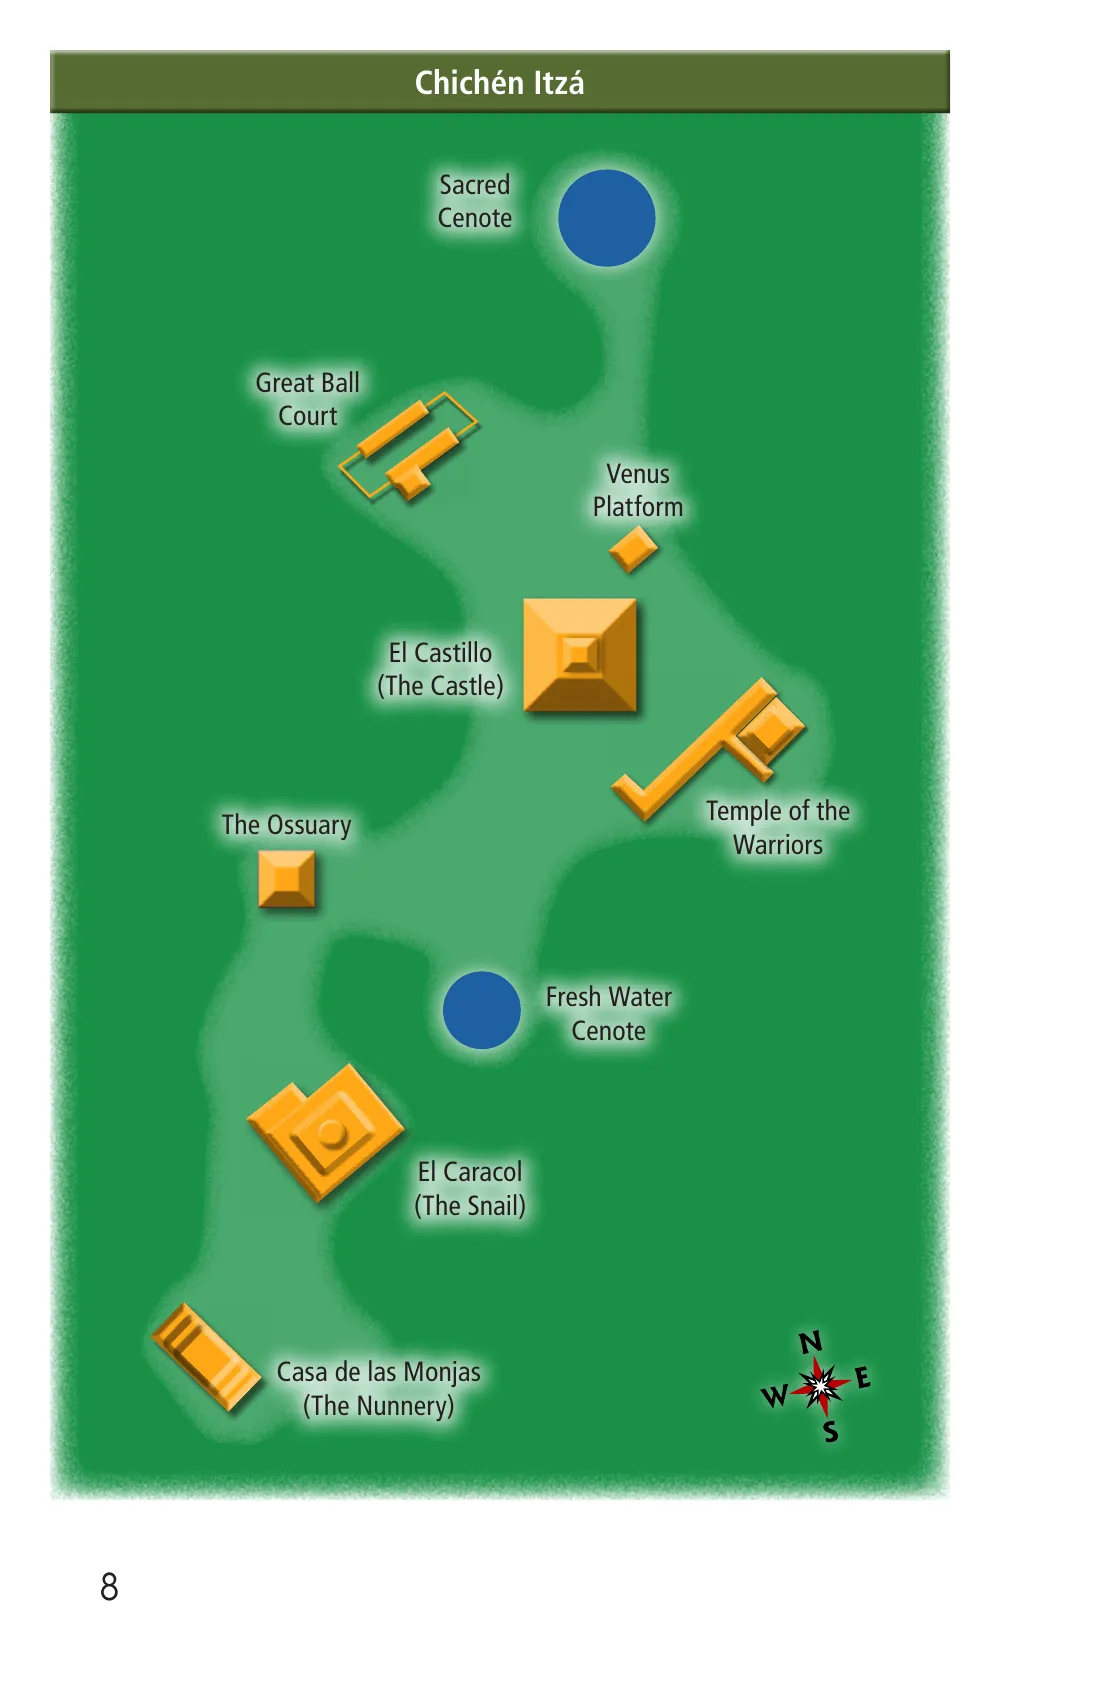 Chichén Itzá
Sacred
Cenote
Great Ball
Court
Venus
Platform
El Castillo
(The Castle)
Temple of the
Warriors
The Ossuary
Fresh Water
Cenote
El Caracol
(The Snail)
Casa de las Monjas
(The Nunnery)
N
E
W
S
8